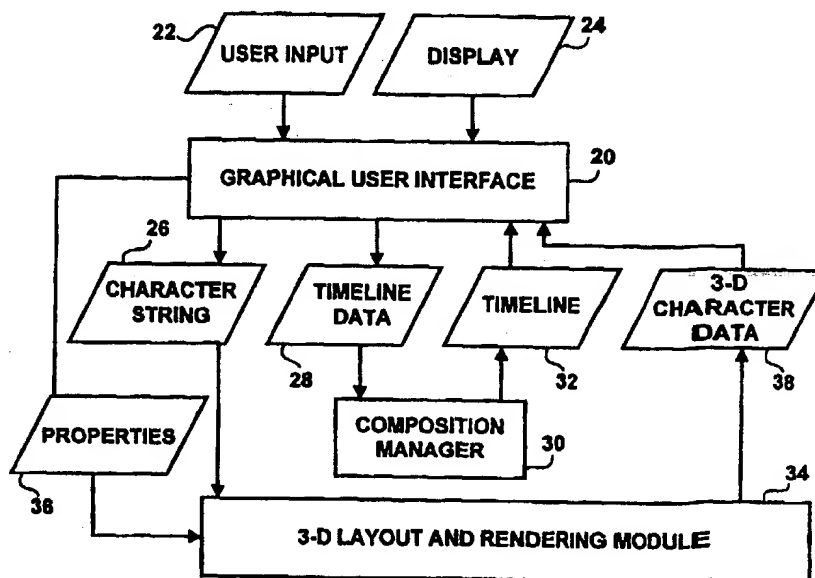 22
USER INPUT
DISPLAY
24
GRAPHICAL USER INTERFACE
20
26
CHARACTER
STRING
TIMELINE
DATA
28
TIMELINE
32
3-D
CHARACTER
DATA
38
PROPERTIES
36
COMPOSITION
MANAGER
30
34
3-D LAYOUT AND RENDERING MODULE